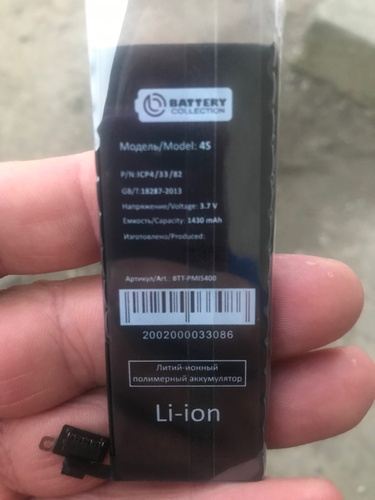 BATTERY
COLLECTION
Модель/Model: 4S
P/N:ICP4/33/82
GB/T:18287-2013
Напряжение/Voltage: 3.7 V
Емкость/Capacity: 1430 mAh
Изготовлено/Produced:
Артикул/Art.: BTT-PMI5400
2002000033086
Литий-ионный
полимерный аккумулятор
Li-ion